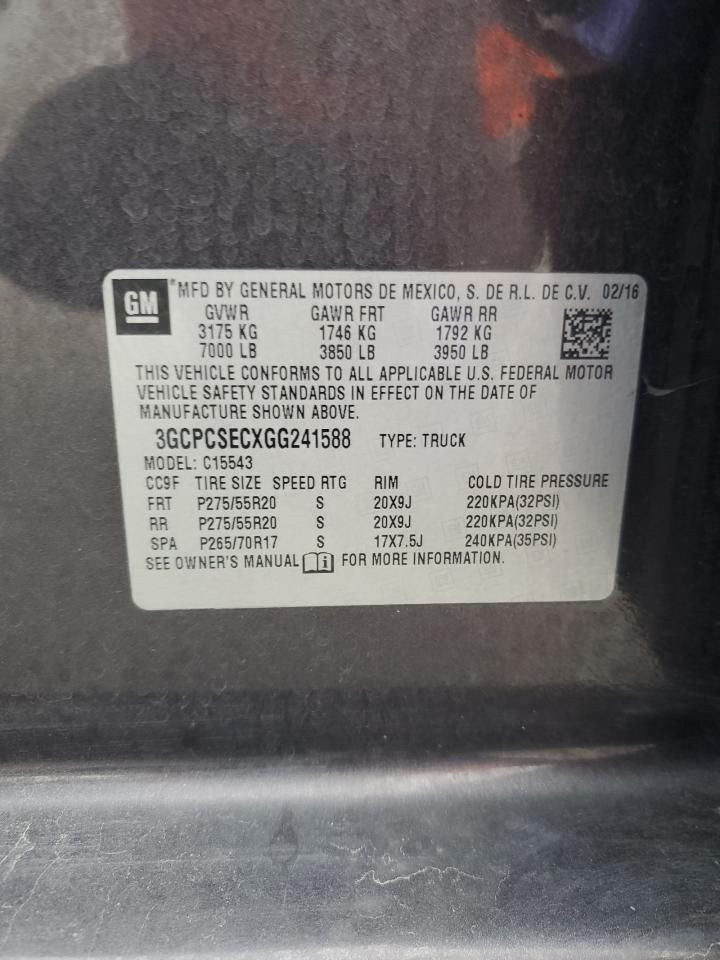 GM
*MFD BY GENERAL MOTORS DE MEXICO, S. DE R.L. DE C.V. 02/16
GVWR GAWR FRT GAWR RR
3175 KG 1746 KG 1792 KG
7000 LB 3850 LB 3950 LB
THIS VEHICLE CONFORMS TO ALL APPLICABLE U.S. FEDERAL MOTOR
VEHICLE SAFETY STANDARDS IN EFFECT ON THE DATE OF
MANUFACTURE SHOWN ABOVE.
3GCPCSECXGG241588 TYPE: TRUCK
MODEL: C15543
CC9F TIRE SIZE SPEED RTG RIM COLD TIRE PRESSURE
FRT P275/55R20 S 20X9J 220KPA(32PSI)
RR P275/55R20 S 20X9J 220KPA(32PSI)
SPA P265/70R17 S 17X7.5J 240KPA(35PSI)
SEE OWNER'S MANUAL i FOR MORE INFORMATION.